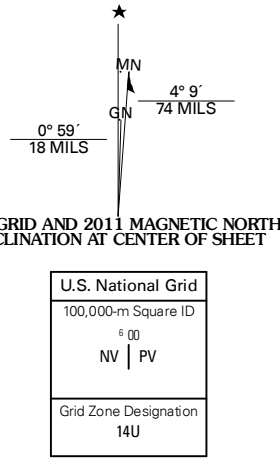 MN
4° 9´
74 MILS
GN
0° 59´
18 MILS
GRID AND 2011 MAGNETIC NORTH
CLINATION AT CENTER OF SHEET
U.S. National Grid
100,000-m Square ID
6 00
NV | PV
Grid Zone Designation
14U